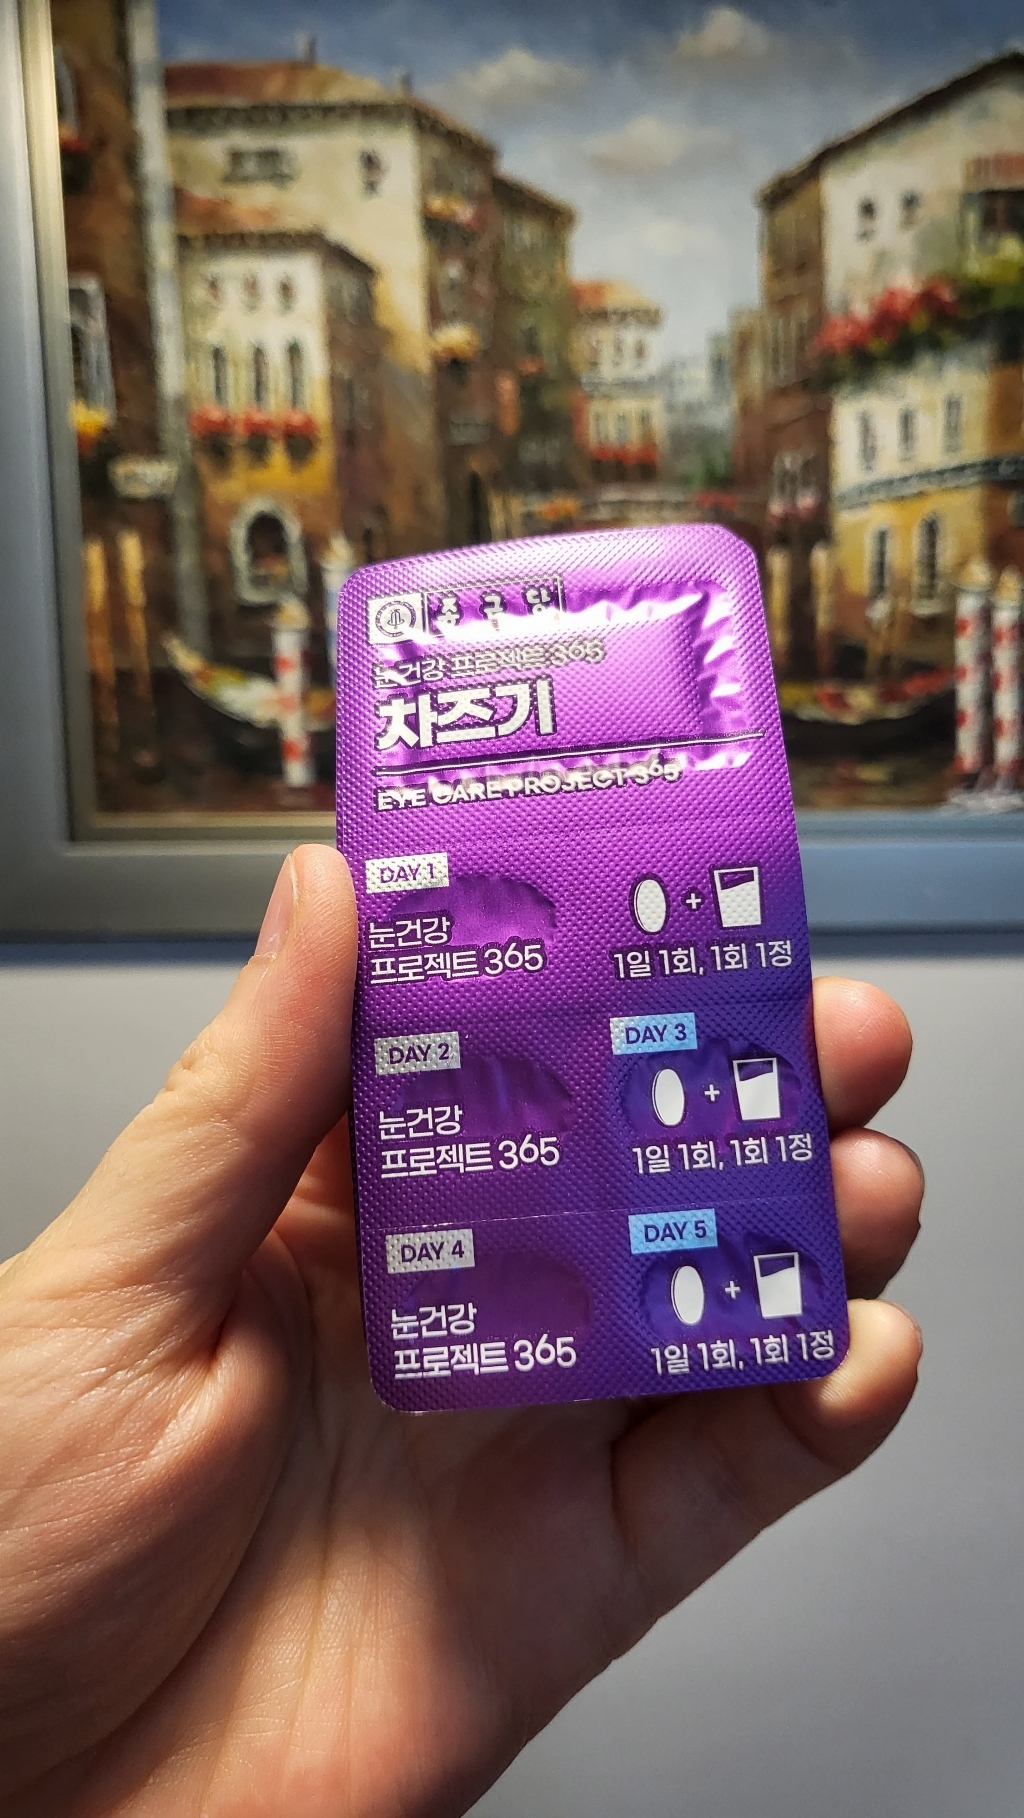 종근당
눈건강 프로젝트 365
차즈기
EYE CARE PROJECT 365
DAY 1
눈건강
프로젝트 365
+
1일 1회, 1회 1정
DAY 2
눈건강
프로젝트 365
DAY 3
+
1일 1회, 1회 1정
DAY 4
눈건강
프로젝트 365
DAY 5
+
1일 1회, 1회 1정